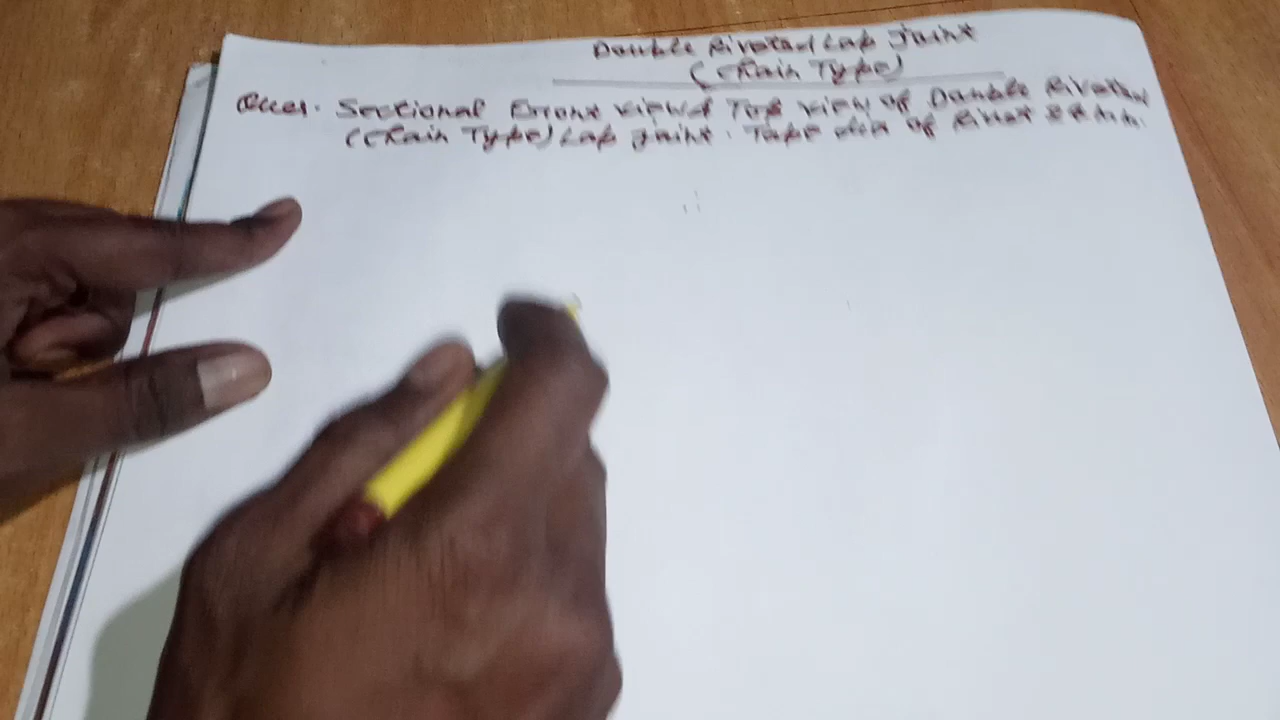 Double Riveted Lap Joint
(Chain Type)
Ques. Sectional Front view & Top view of Double Riveted
(Chain Type) Lap Joint. Take dia of Rivet 24mm.